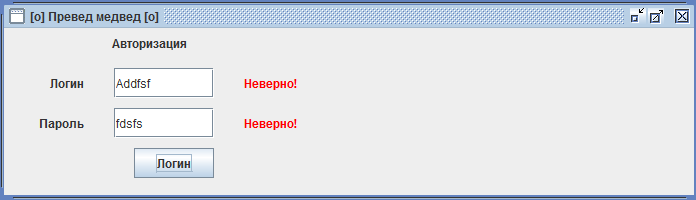 [o] Превед медвед [o]
Авторизация
Логин Addfsf Неверно!
Пароль fdsfs Неверно!
Логин